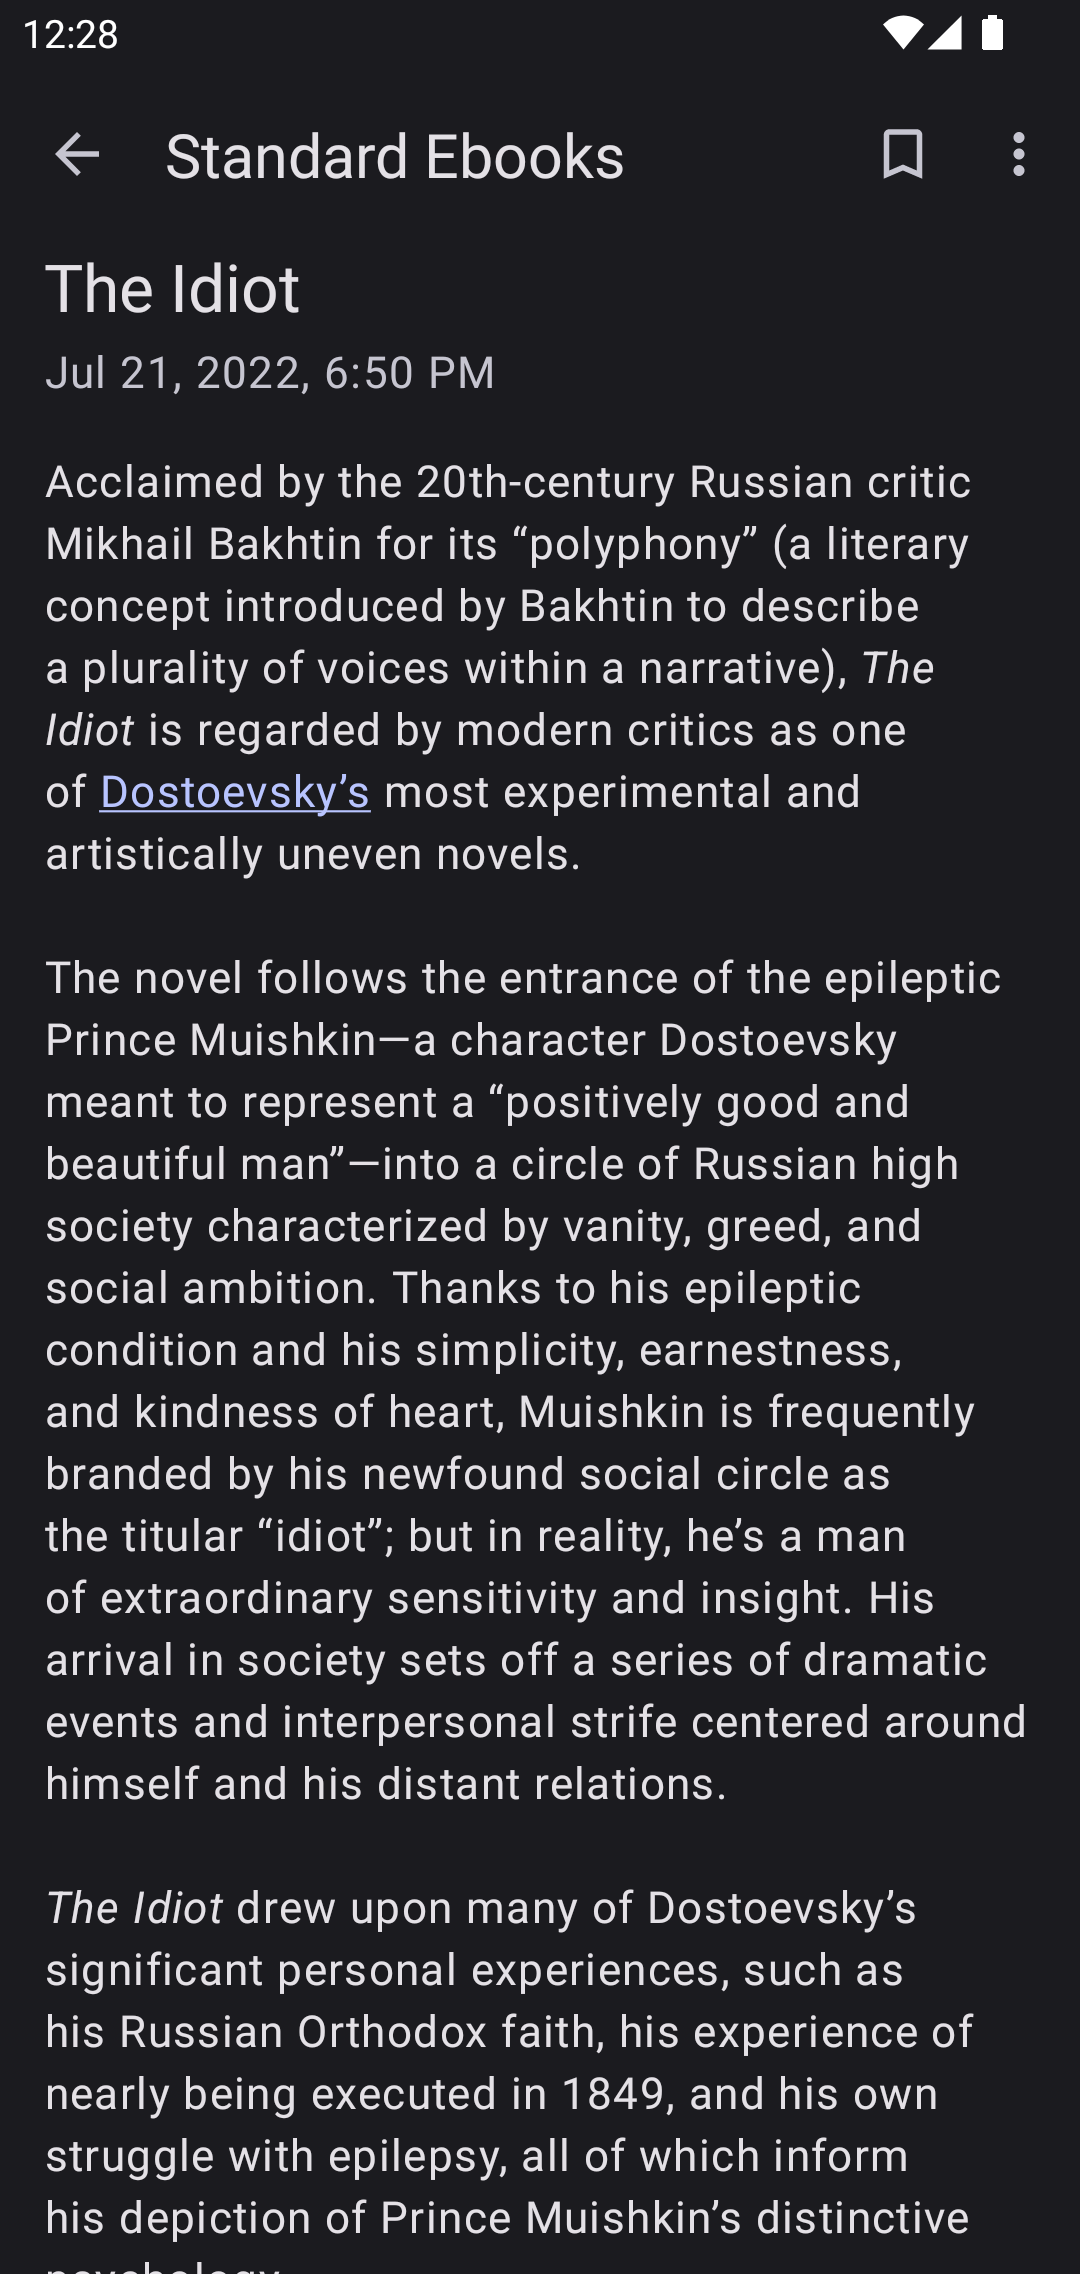 12:28
Standard Ebooks
The Idiot
Jul 21, 2022, 6:50 PM
Acclaimed by the 20th-century Russian critic
Mikhail Bakhtin for its “polyphony” (a literary
concept introduced by Bakhtin to describe
a plurality of voices within a narrative), The
Idiot is regarded by modern critics as one
of Dostoevsky’s most experimental and
artistically uneven novels.
The novel follows the entrance of the epileptic
Prince Muishkin—a character Dostoevsky
meant to represent a “positively good and
beautiful man”—into a circle of Russian high
society characterized by vanity, greed, and
social ambition. Thanks to his epileptic
condition and his simplicity, earnestness,
and kindness of heart, Muishkin is frequently
branded by his newfound social circle as
the titular “idiot”; but in reality, he’s a man
of extraordinary sensitivity and insight. His
arrival in society sets off a series of dramatic
events and interpersonal strife centered around
himself and his distant relations.
The Idiot drew upon many of Dostoevsky’s
significant personal experiences, such as
his Russian Orthodox faith, his experience of
nearly being executed in 1849, and his own
struggle with epilepsy, all of which inform
his depiction of Prince Muishkin’s distinctive